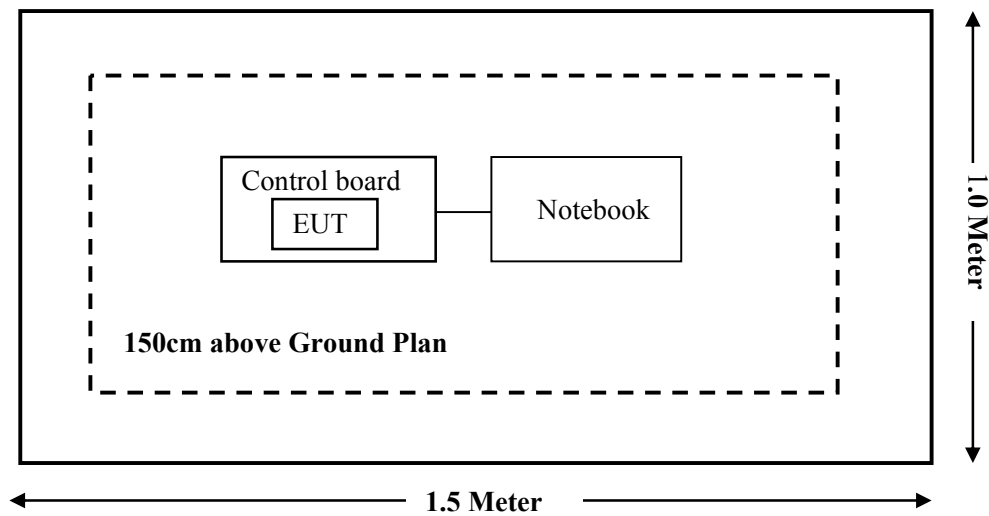 Control board
EUT
Notebook
150cm above Ground Plan
1.0 Meter
1.5 Meter